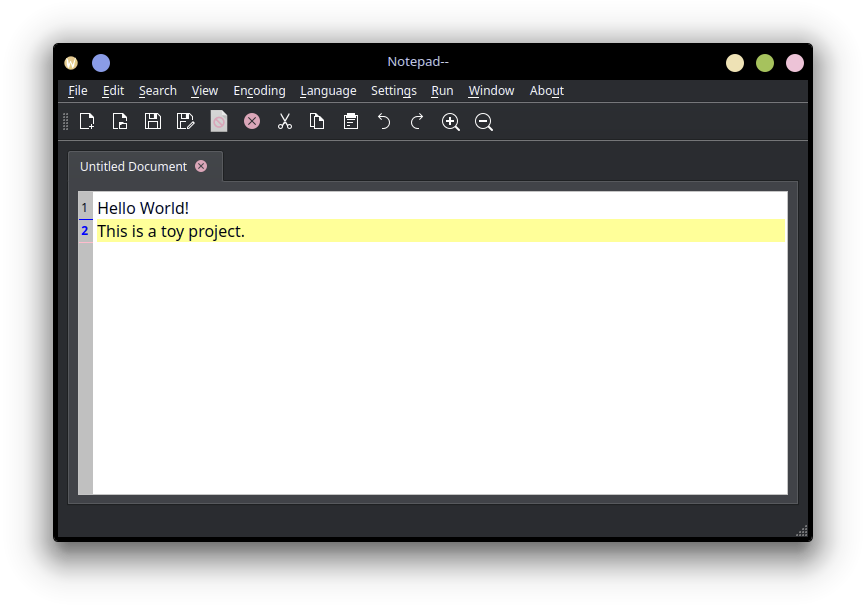 Notepad--
File Edit Search View Encoding Language Settings Run Window About
Untitled Document
1 Hello World!
2 This is a toy project.